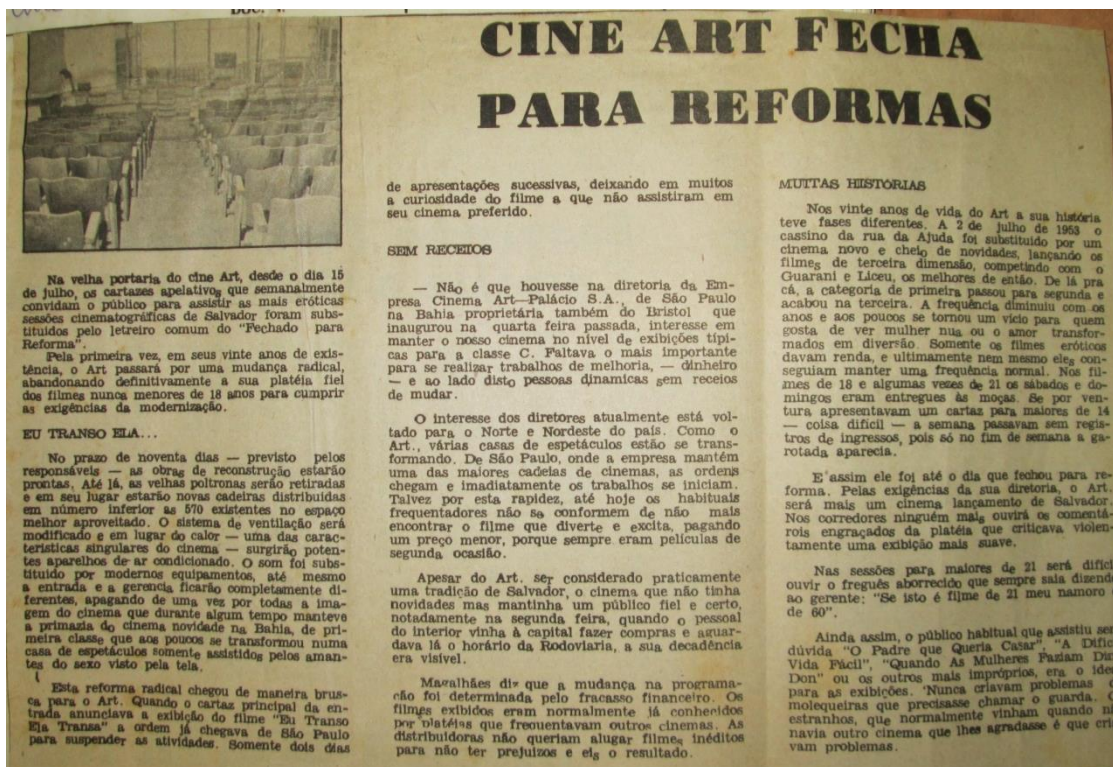 CINE ART FECHA
PARA REFORMAS
Na velha portaria do cine Art, desde o dia 15
de julho, os cartazes apelativos que semanalmente
convidam o público para assistir as mais eróticas
sessões cinematográficas de Salvador foram subs-
tituidos pelo letreiro comum do "Fechado para
Reforma".
Pela primeira vez, em seus vinte anos de exis-
tência, o Art passará por uma mudança radical,
abandonando definitivamente a sua platéia fiel
dos filmes nunca menores de 18 anos para cumprir
as exigências da modernização.
EU TRANSO ELA...
No prazo de noventa dias — previsto pelos
responsáveis — as obras de reconstrução estarão
prontas. Até já, as velhas poltronas serão retiradas
e em seu lugar estarão novas cadeiras distribuidas
em número inferior as 570 existentes no espaço
melhor aproveitado. O sistema de ventilação será
modificado e em lugar do calor — uma das carac-
teristicas singulares do cinema — surgirão poten-
tes aparelhos de ar condicionado. O som foi subs-
tituido por modernos equipamentos, até mesmo
a entrada e a gerencia ficarão completamente di-
ferentes, apagando de uma vez por todas a ima-
gem do cinema que durante algum tempo manteve
a primazia do cinema novidade na Bahia, de pri-
meira classe que aos poucos se transformou numa
casa de espetáculos somente assistidos pelos aman-
tes do sexo visto pela tela.
Esta reforma radical chegou de maneira brus-
ca para o Art. Quando o cartaz principal da en-
trada anunciava a exibição do filme "Eu Transo
Ela Transa" a ordem já chegava de São Paulo
para suspender as atividades. Somente dois dias
de apresentações sucessivas, deixando em muitos
a curiosidade do filme a que não assistiram em
seu cinema preferido.
SEM RECEIOS
— Não é que houvesse na diretoria da Em-
presa Cinema Art—Palácio S.A., de São Paulo
na Bahia proprietária também do Bristol que
inaugurou na quarta feira passada, interesse em
manter o nosso cinema no nível de exibições típi-
cas para a classe C. Faltava o mais importante
para se realizar trabalhos de melhoria, — dinheiro
— e ao lado disto pessoas dinamicas sem receios
de mudar.
O interesse dos diretores atualmente está vol-
tado para o Norte e Nordeste do país. Como o
Art., várias casas de espetáculos estão se trans-
formando. De São Paulo, onde a empresa mantém
uma das maiores cadeias de cinemas, as ordens
chegam e imadiatamente os trabalhos se iniciam.
Talvez por esta rapidez, até hoje os habituais
frequentadores não se conformem de não mais
encontrar o filme que diverte e excita, pagando
um preço menor, porque sempre eram películas de
segunda ocasião.
Apesar do Art. ser considerado praticamente
uma tradição de Salvador, o cinema que não tinha
novidades mas mantinha um público fiel e certo,
notadamente na segunda feira, quando o pessoal
do interior vinha à capital fazer compras e aguar-
dava lá o horário da Rodoviaria, a sua decadência
era visível.
Magalhães diz que a mudança na programa-
ção foi determinada pelo fracasso financeiro. Os
filmes exibidos eram normalmente já conhecidos
por platéias que frequentavam outros cinemas. As
distribuidoras não queriam alugar filmes inéditos
para não ter prejuizos e eis o resultado.
MUITAS HISTÓRIAS
Nos vinte anos de vida do Art a sua história
teve fases diferentes. A 2 de julho de 1953 o
cassino da rua da Ajuda foi substituido por um
cinema novo e cheio de novidades, lançando os
filmes de terceira dimensão, competindo com o
Guarani e Liceu, os melhores de então. De lá pra
cá, a categoria de primeira passou para segunda e
acabou na terceira. A frequência diminuiu com os
anos e aos poucos se tornou um vício para quem
gosta de ver mulher nua ou o amor transfor-
mados em diversão. Somente os filmes eróticos
davam renda, e ultimamente nem mesmo eles con-
seguiam manter uma frequência normal. Nos fil-
mes de 18 e algumas vezes de 21 os sábados e do-
mingos eram entregues às moças. Se por ven-
tura apresentavam um cartaz para maiores de 14
— coisa difícil — a semana passavam sem regis-
tros de ingressos, pois só no fim de semana a ga-
rotada aparecia.
E'assim ele foi até o dia que fechou para re-
forma. Pelas exigências da sua diretoria, o Art.
será mais um cinema lançamento de Salvador.
Nos corredores ninguém mais ouvirá os comentá-
rois engraçados da platéia que criticava violen-
tamente uma exibição mais suave.
Nas sessões para maiores de 21 será difíci
ouvir o freguês aborrecido que sempre saia dizend
ao gerente: "Se isto é filme de 21 meu namoro
de 60".
Ainda assim, o público habitual que assistiu se
dúvida "O Padre que Queria Casar", "A Difíc
Vida Fácil", "Quando As Mulheres Faziam Din
Don" ou os outros mais impróprios, era o ide
para as exibições. 'Nunca criavam problemas
molequeiras que precisasse chamar o guarda.
estranhos, que normalmente vinham quando n
havia outro cinema que lhes agradasse é que cri
vam problemas.